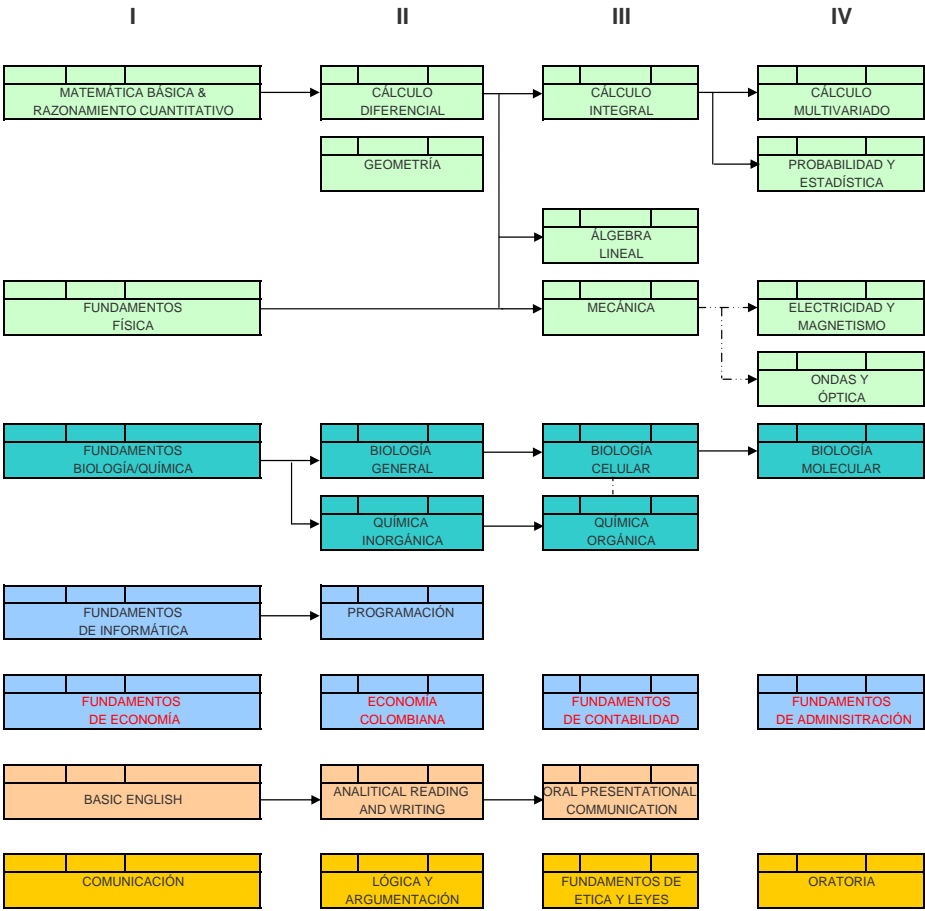 I II III IV
MATEMÁTICA BÁSICA &
RAZONAMIENTO CUANTITATIVO
CÁLCULO
DIFERENCIAL
CÁLCULO
INTEGRAL
CÁLCULO
MULTIVARIADO
GEOMETRÍA
PROBABILIDAD Y
ESTADÍSTICA
ÁLGEBRA
LINEAL
FUNDAMENTOS
FÍSICA
MECÁNICA
ELECTRICIDAD Y
MAGNETISMO
ONDAS Y
ÓPTICA
FUNDAMENTOS
BIOLOGÍA/QUÍMICA
BIOLOGÍA
GENERAL
BIOLOGÍA
CELULAR
BIOLOGÍA
MOLECULAR
QUÍMICA
INORGÁNICA
QUÍMICA
ORGÁNICA
FUNDAMENTOS
DE INFORMÁTICA
PROGRAMACIÓN
FUNDAMENTOS
DE ECONOMÍA
ECONOMÍA
COLOMBIANA
FUNDAMENTOS
DE CONTABILIDAD
FUNDAMENTOS
DE ADMINISITRACIÓN
BASIC ENGLISH
ANALITICAL READING
AND WRITING
ORAL PRESENTATIONAL
COMMUNICATION
COMUNICACIÓN
LÓGICA Y
ARGUMENTACIÓN
FUNDAMENTOS DE
ETICA Y LEYES
ORATORIA